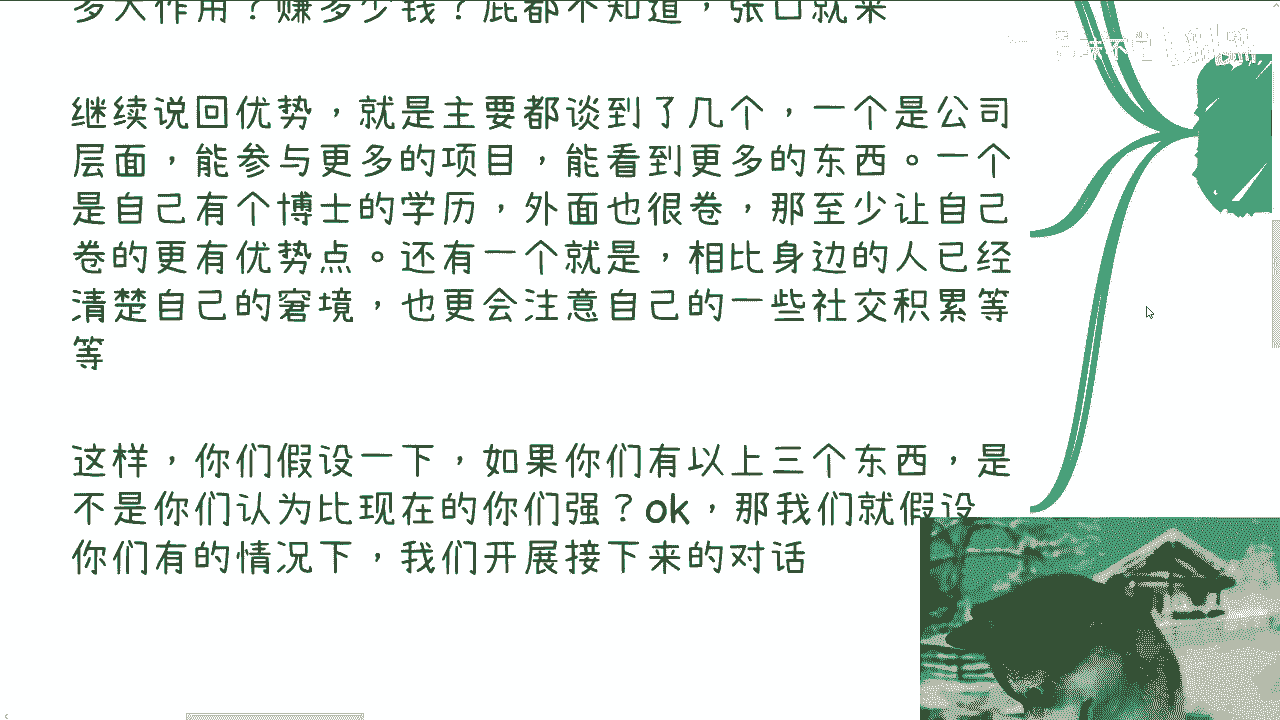 多大作用？赚多少钱？屁都不知道，张口就来
继续说回优势，就是主要都谈到了几个，一个是公司
层面，能参与更多的项目，能看到更多的东西。一个
是自己有个博士的学历，外面也很卷，那至少让自己
卷的更有优势点。还有一个就是，相比身边的人已经
清楚自己的窘境，也更会注意自己的一些社交积累等
等
这样，你们假设一下，如果你们有以上三个东西，是
不是你们认为比现在的你们强？ok，那我们就假设
你们有的情况下，我们开展接下来的对话